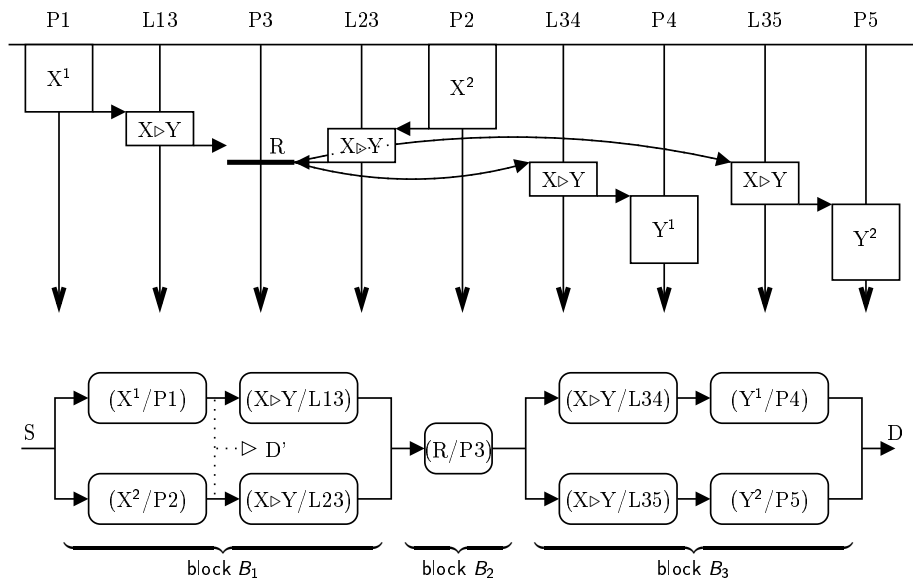 P1 L13 P3 L23 P2 L34 P4 L35 P5
X¹
X²
X▷Y
R
X▷Y
X▷Y
X▷Y
Y¹
Y²
(X¹/P1) (X▷Y/L13) (X▷Y/L34) (Y¹/P4)
S ▷ D' (R/P3) D
(X²/P2) (X▷Y/L23) (X▷Y/L35) (Y²/P5)
block B₁ block B₂ block B₃